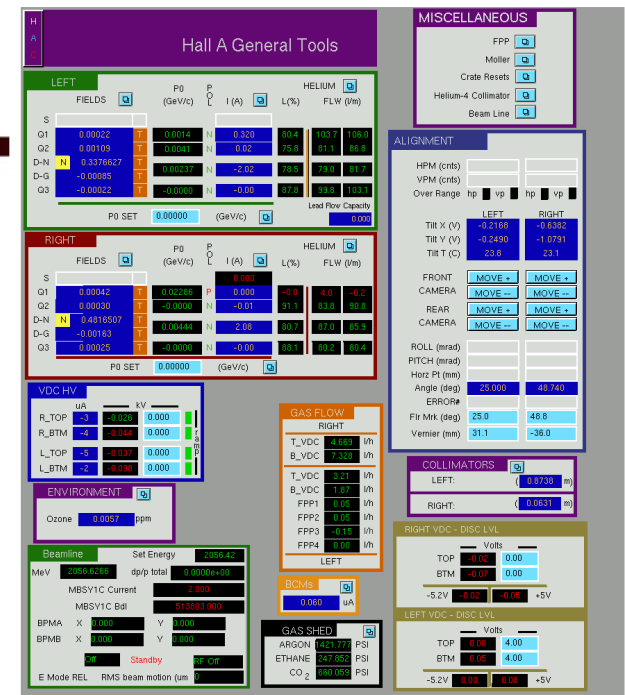 H
A
C
Hall A General Tools
MISCELLANEOUS
FPP
Moller
Crate Resets
Helium-4 Collimator
Beam Line
LEFT
FIELDS
P0
(GeV/c)
P
O
L
I (A)
HELIUM
L(%) FLW (l/m)
S
Q1 0.00022 T 0.0014 N 0.320 80.4 103.7 106.0
Q2 0.00109 T 0.0041 N 0.02 75.8 81.1 86.8
D-N N 0.3376627 T 0.00237 N -2.02 78.5 79.0 81.7
D-G -0.00085 T
Q3 -0.00022 T -0.0000 N -0.00 87.8 99.8 103.1
Lead Flow Capacity
P0 SET 0.00000 (GeV/c) 0.000
RIGHT
FIELDS
P0
(GeV/c)
P
O
L
I (A)
HELIUM
L(%) FLW (l/m)
S 0.000
Q1 0.00042 T 0.02286 P 0.000 -0.0 4.0 -0.2
Q2 0.00030 T -0.0000 N -0.01 91.1 83.8 90.8
D-N N 0.4816507 T 0.00444 N 2.08 80.7 87.0 85.9
D-G -0.00163 T
Q3 0.00025 T -0.0000 N -0.00 88.1 80.2 80.4
P0 SET 0.00000 (GeV/c)
ALIGNMENT
HPM (cnts)
VPM (cnts)
Over Range hp vp hp vp
LEFT RIGHT
Tilt X (V) -0.2168 -0.6382
Tilt Y (V) -0.2490 -1.0791
Tilt T (C) 23.8 23.1
FRONT MOVE + MOVE +
CAMERA MOVE -- MOVE --
REAR MOVE + MOVE +
CAMERA MOVE -- MOVE --
ROLL (mrad)
PITCH (mrad)
Horz Pt (mm)
Angle (deg) 25.000 48.740
ERROR#
Flr Mrk (deg) 25.0 48.8
Vernier (mm) 31.1 -36.0
VDC HV
uA kV
R_TOP -3 -0.026 0.000
R_BTM -4 -0.044 0.000
L_TOP -5 -0.037 0.000
L_BTM -2 -0.098 0.000
r
a
m
p
GAS FLOW
RIGHT
T_VDC 4.669 l/h
B_VDC 7.328 l/h
T_VDC 3.21 l/h
B_VDC 1.87 l/h
FPP1 0.05 l/h
FPP2 0.05 l/h
FPP3 -0.15 l/h
FPP4 0.00 l/h
LEFT
COLLIMATORS
LEFT: ( 0.8738 m)
RIGHT: ( 0.0631 m)
ENVIRONMENT
Ozone 0.0057 ppm
Beamline Set Energy 2056.42
MeV 2056.6266 dp/p total 0.0000e+00
MBSY1C Current 2.000
MBSY1C Bdl 513083.000
BPMA X 0.000 Y 0.000
BPMB X 0.000 Y 0.000
Off Standby RF Off
E Mode REL RMS beam motion (um 0
BCMs
0.060 uA
GAS SHED
ARGON 1421.777 PSI
ETHANE 247.652 PSI
CO 2 860.059 PSI
RIGHT VDC - DISC LVL
Volts
TOP -0.02 0.00
BTM -0.07 0.00
-5.2V -0.02 -0.06 +5V
LEFT VDC - DISC LVL
Volts
TOP 0.08 4.00
BTM 0.05 4.00
-5.2V 0.00 0.08 +5V